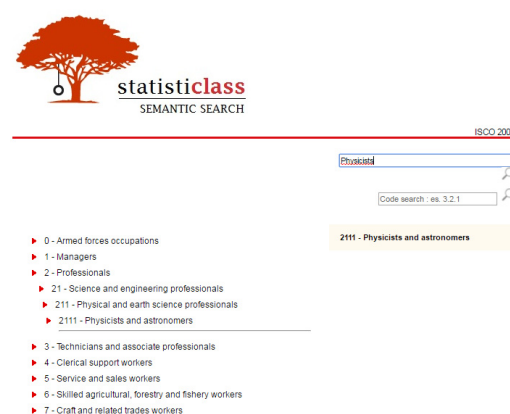 statisticlass
SEMANTIC SEARCH
ISCO 200
Physicista
Code search : es. 3.2.1
2111 - Physicists and astronomers
0 - Armed forces occupations
1 - Managers
2 - Professionals
21 - Science and engineering professionals
211 - Physical and earth science professionals
2111 - Physicists and astronomers
3 - Technicians and associate professionals
4 - Clerical support workers
5 - Service and sales workers
6 - Skilled agricultural, forestry and fishery workers
7 - Craft and related trades workers